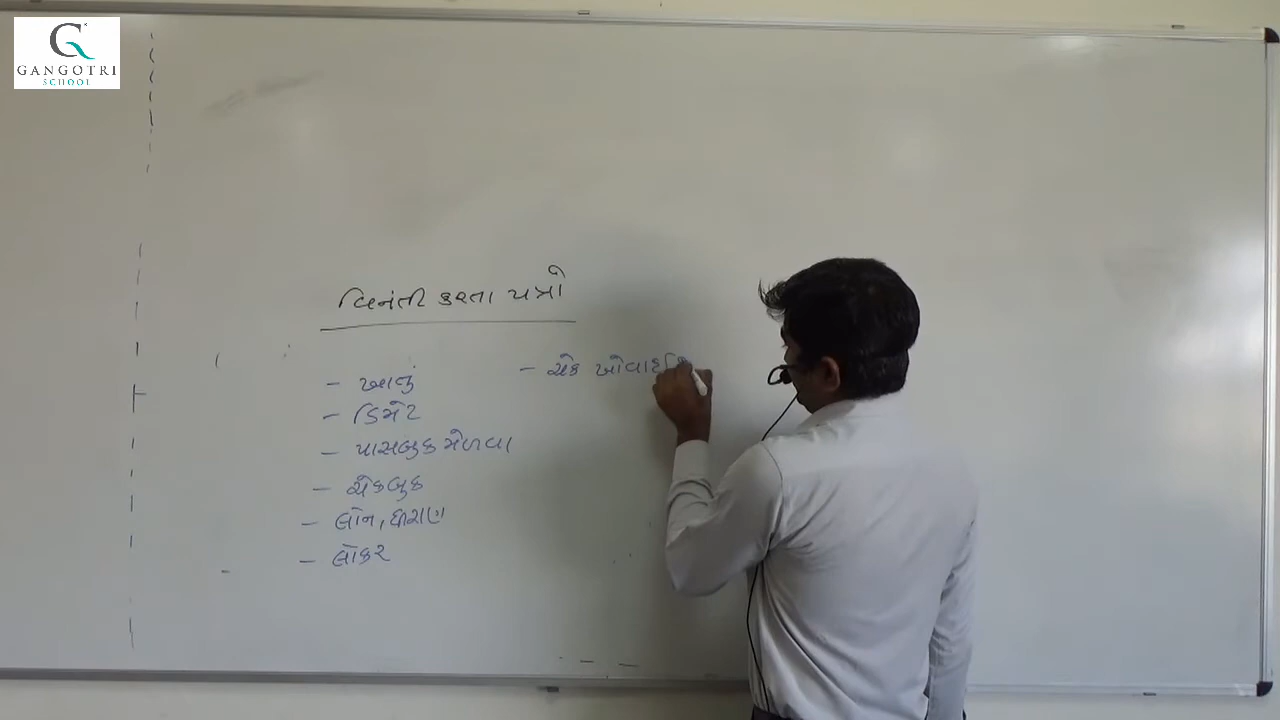 GANGOTRI
SCHOOL
વિનંતી કરતા પત્રો
- ખાતું
- ડિમેટ
- પાસબુક મેળવવા
- ચેકબુક
- લોન, ધીરાણ
- લોકર
- ચેક ખોવાઈ